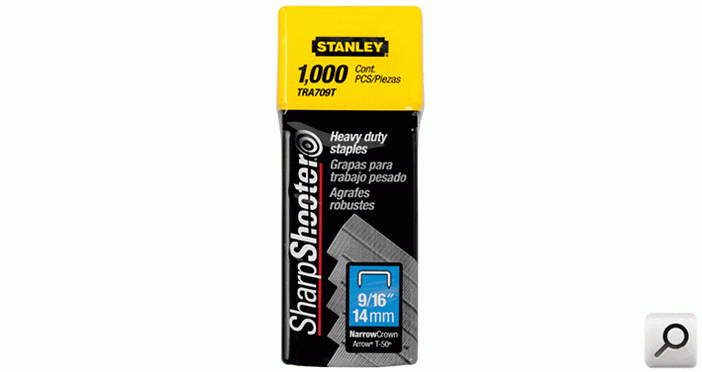 STANLEY
1,000 Cont. PCS/Piezas
TRA709T
Heavy duty
staples
Grapas para
trabajo pesado
Agrafes
robustes
SharpShooter
9/16"
14mm
NarrowCrown
Arrow® T-50®